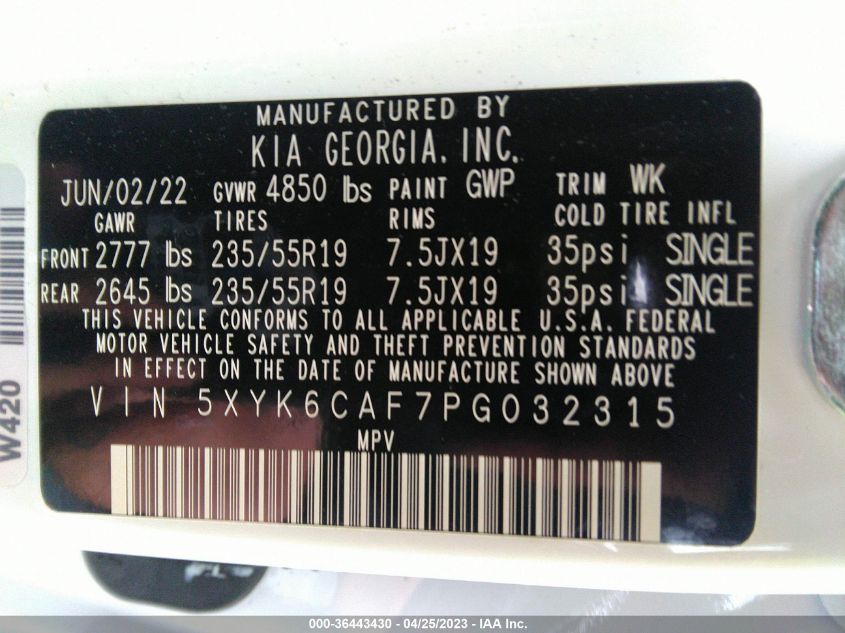 MANUFACTURED BY
KIA GEORGIA, INC.
JUN/02/22 GVWR 4850 lbs PAINT GWP TRIM WK
GAWR TIRES RIMS COLD TIRE INFL
FRONT 2777 lbs 235/55R19 7.5JX19 35psi SINGLE
REAR 2645 lbs 235/55R19 7.5JX19 35psi SINGLE
THIS VEHICLE CONFORMS TO ALL APPLICABLE U.S.A. FEDERAL
MOTOR VEHICLE SAFETY AND THEFT PREVENTION STANDARDS
IN EFFECT ON THE DATE OF MANUFACTURE SHOWN ABOVE
VIN 5XYK6CAF7PG032315
MPV
W420
000-36443430 - 04/25/2023 - IAA Inc.